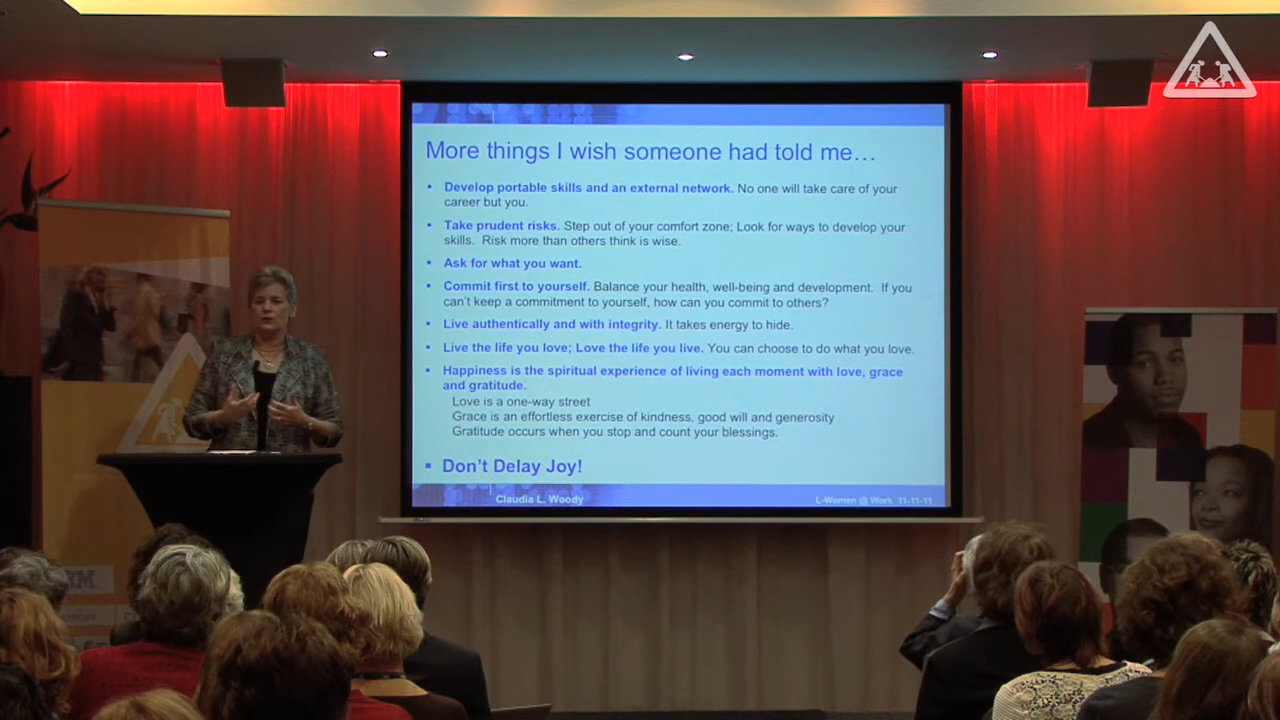 More things I wish someone had told me…
▪ Develop portable skills and an external network. No one will take care of your
career but you.
▪ Take prudent risks. Step out of your comfort zone; Look for ways to develop your
skills. Risk more than others think is wise.
▪ Ask for what you want.
▪ Commit first to yourself. Balance your health, well-being and development. If you
can't keep a commitment to yourself, how can you commit to others?
▪ Live authentically and with integrity. It takes energy to hide.
▪ Live the life you love; Love the life you live. You can choose to do what you love.
▪ Happiness is the spiritual experience of living each moment with love, grace
and gratitude.
Love is a one-way street
Grace is an effortless exercise of kindness, good will and generosity
Gratitude occurs when you stop and count your blessings.
▪ Don't Delay Joy!
Claudia L. Woody
L-Women @ Work 11-11-11